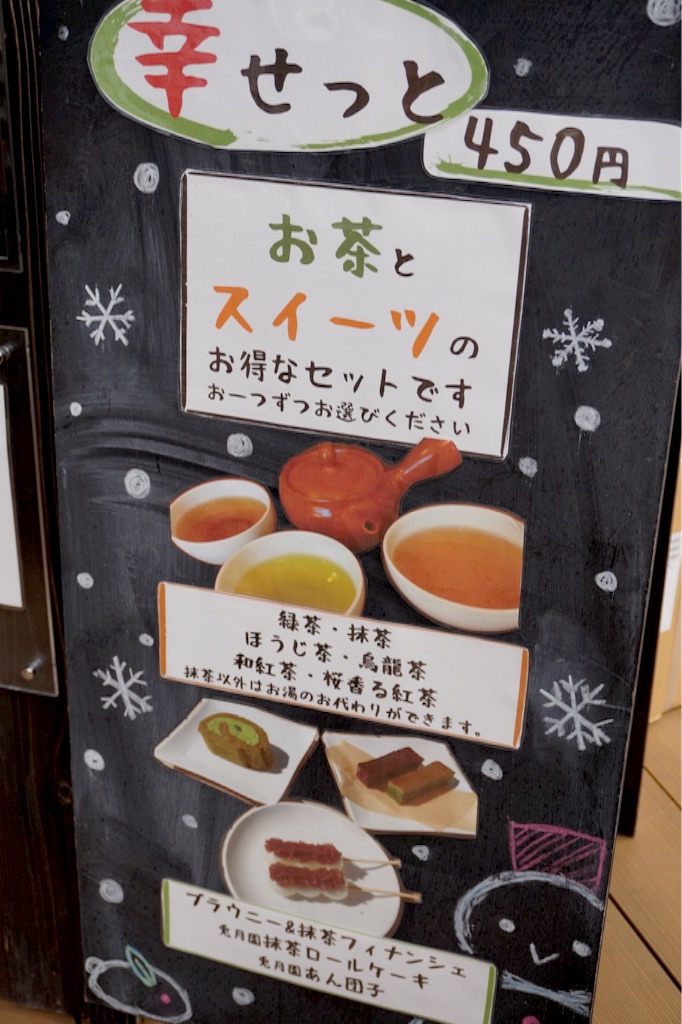 幸せっと
450円
お茶と
スイーツの
お得なセットです
お一つずつお選びください
緑茶・抹茶
ほうじ茶・烏龍茶
和紅茶・桜香る紅茶
抹茶以外はお湯のお代わりができます。
ブラウニー&抹茶フィナンシェ
兎月園抹茶ロールケーキ
兎月園あん団子